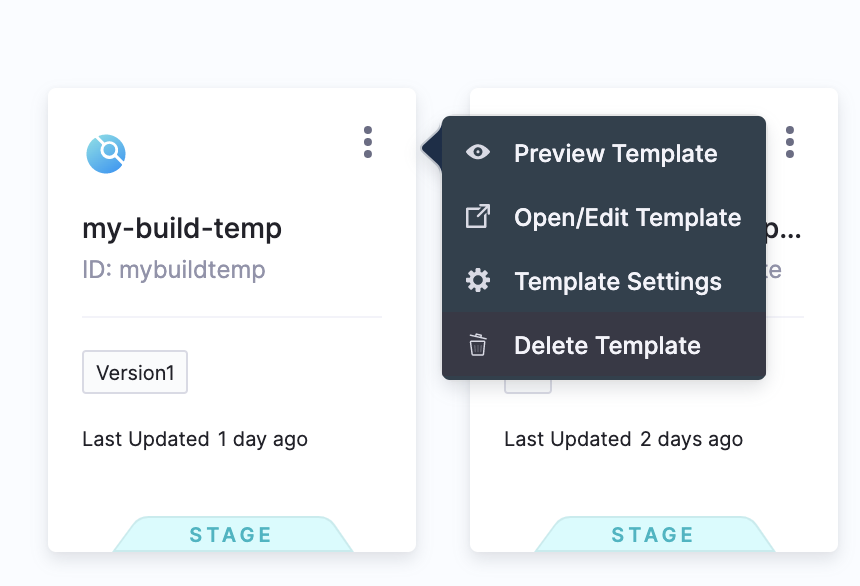 my-build-temp
ID: mybuildtemp
Version1
Last Updated 1 day ago
STAGE
Preview Template
Open/Edit Template
Template Settings
Delete Template
p...
te
Last Updated 2 days ago
STAGE